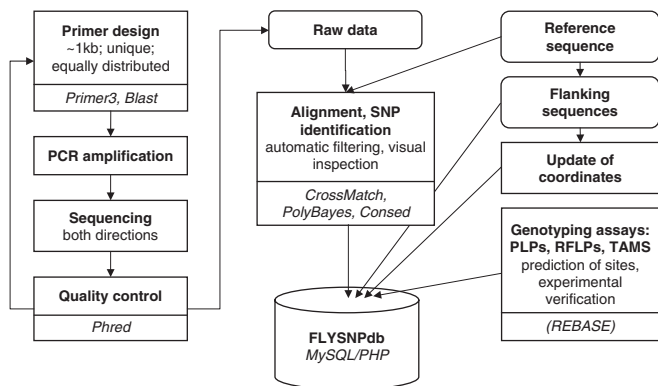 Primer design
~1kb; unique;
equally distributed
Primer3, Blast
PCR amplification
Sequencing
both directions
Quality control
Phred
Raw data
Alignment, SNP
identification
automatic filtering, visual
inspection
CrossMatch,
PolyBayes, Consed
FLYSNPdb
MySQL/PHP
Reference
sequence
Flanking
sequences
Update of
coordinates
Genotyping assays:
PLPs, RFLPs, TAMS
prediction of sites,
experimental
verification
(REBASE)